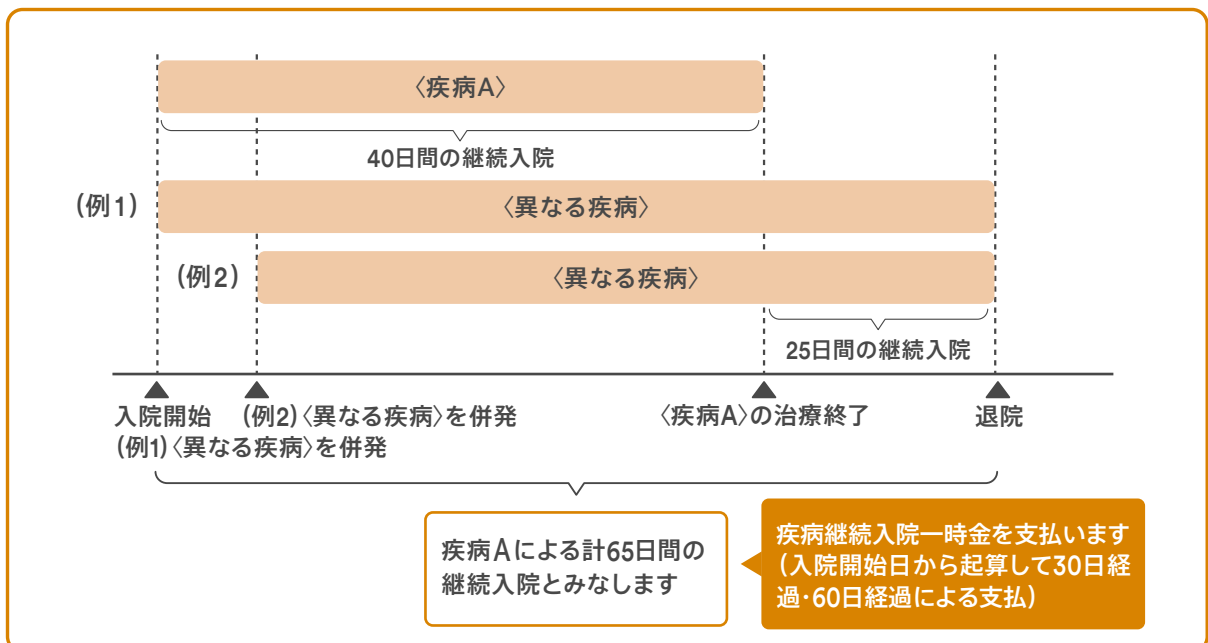 〈疾病A〉
40日間の継続入院
(例1)
〈異なる疾病〉
(例2)
〈異なる疾病〉
25日間の継続入院
入院開始
(例2)〈異なる疾病〉を併発
〈疾病A〉の治療終了
退院
(例1)〈異なる疾病〉を併発
疾病Aによる計65日間の
継続入院とみなします
疾病継続入院一時金を支払います
(入院開始日から起算して30日経
過・60日経過による支払)